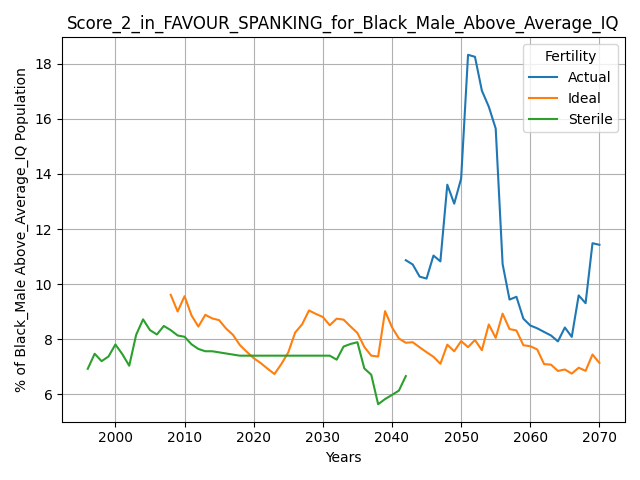 Score_2_in_FAVOUR_SPANKING_for_Black_Male_Above_Average_IQ
% of Black_Male Above_Average_IQ Population
18
16
14
12
10
8
6
Fertility
Actual
Ideal
Sterile
2000 2010 2020 2030 2040 2050 2060 2070
Years